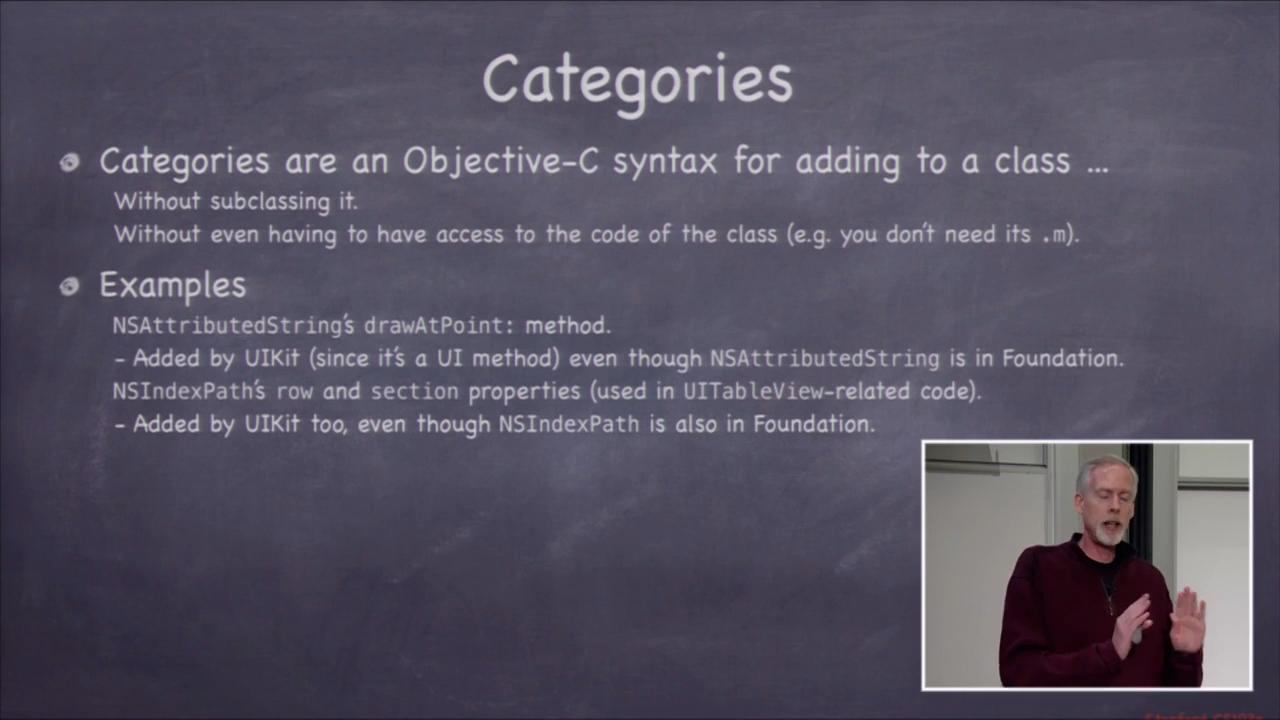 Categories
Categories are an Objective-C syntax for adding to a class ...
Without subclassing it.
Without even having to have access to the code of the class (e.g. you don't need its .m).
Examples
NSAttributedString's drawAtPoint: method.
- Added by UIKit (since it's a UI method) even though NSAttributedString is in Foundation.
NSIndexPath's row and section properties (used in UITableView-related code).
- Added by UIKit too, even though NSIndexPath is also in Foundation.